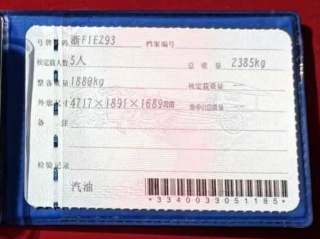 号牌号码 浙F1EZ93 档案编号
核定载人数 5人 总质量 2385kg
整备质量 1880kg 核定载质量 --
外廓尺寸 4717×1891×1689mm 准牵引总质量 --
备注
检验记录
汽油
*3340033051185*